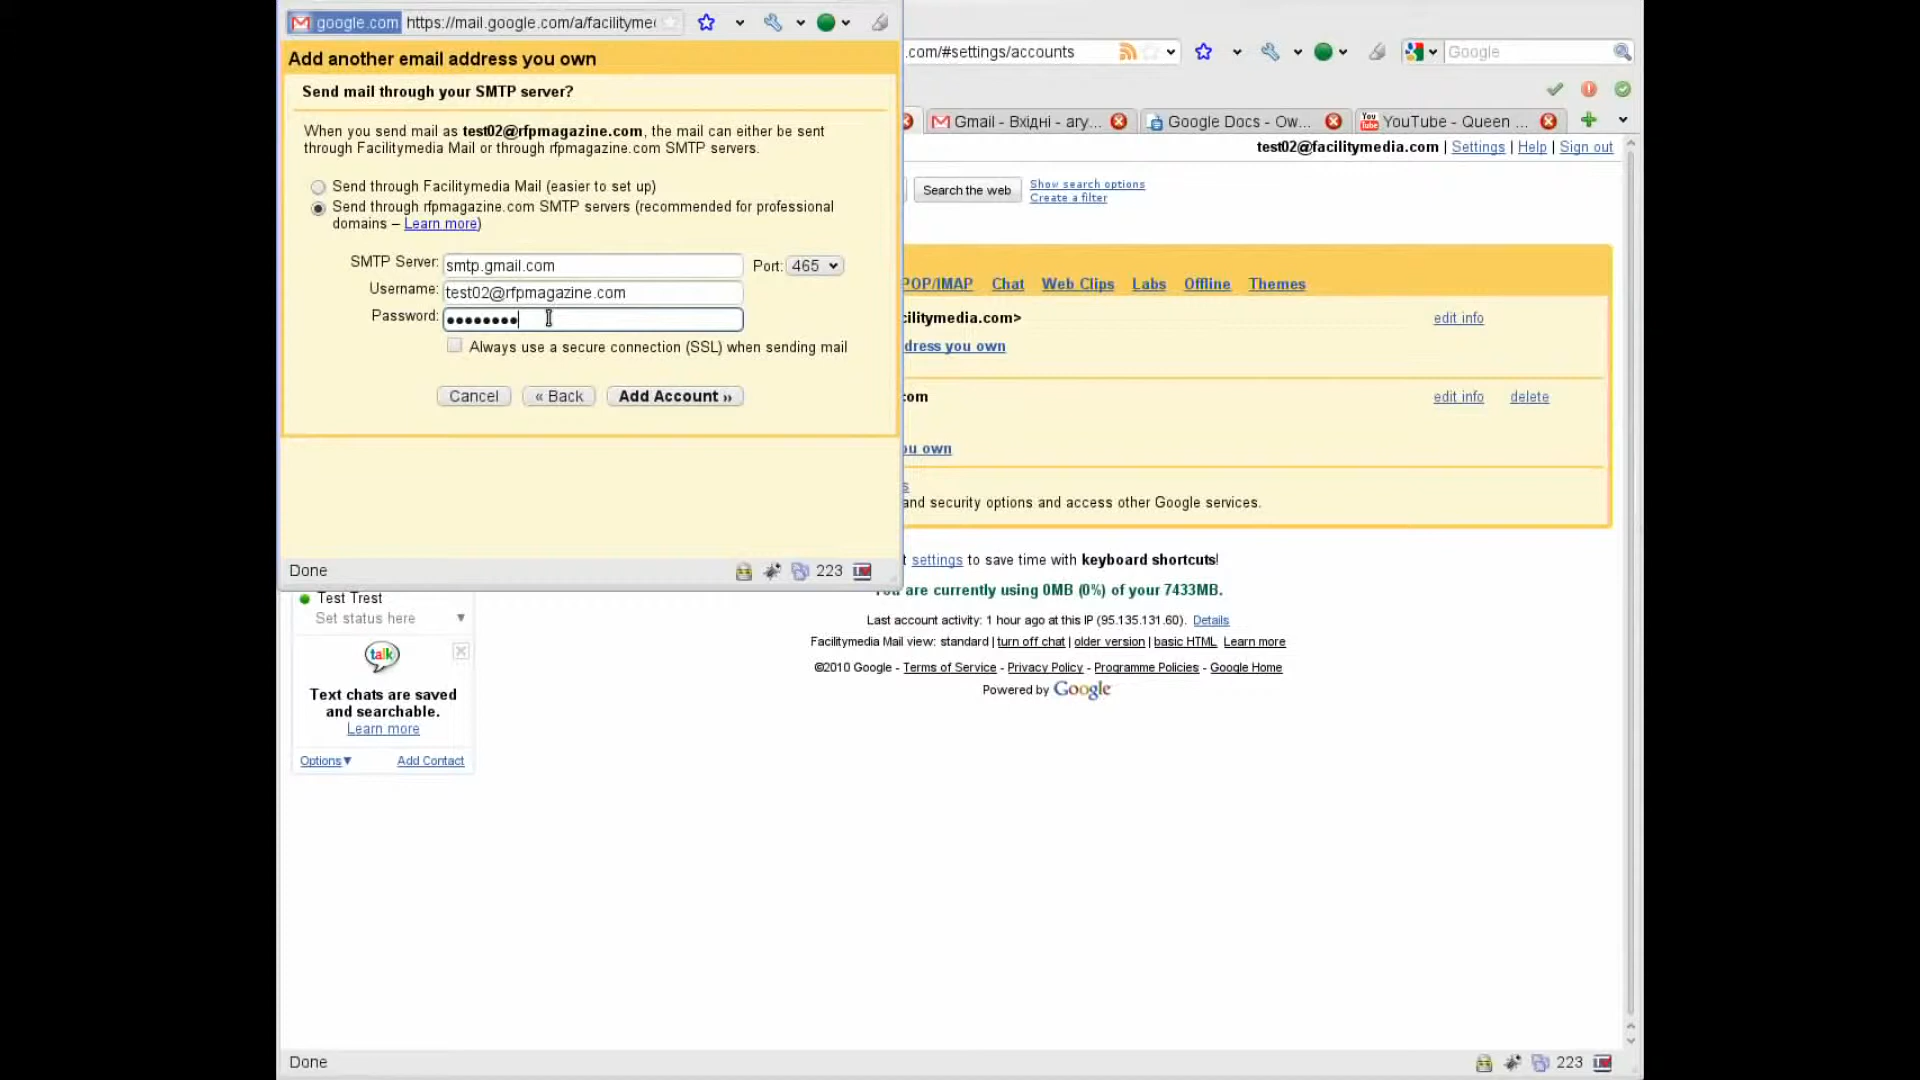 google.com https://mail.google.com/a/facilityme
Add another email address you own
Send mail through your SMTP server?
When you send mail as test02@rfpmagazine.com, the mail can either be sent
through Facilitymedia Mail or through rfpmagazine.com SMTP servers.
Send through Facilitymedia Mail (easier to set up)
Send through rfpmagazine.com SMTP servers (recommended for professional
domains – Learn more)
SMTP Server: smtp.gmail.com Port: 465
Username: test02@rfpmagazine.com
Password: ••••••••
Always use a secure connection (SSL) when sending mail
Cancel « Back Add Account »
Done 223
.com/#settings/accounts Google
Gmail - Вхідні - ary... Google Docs - Ow... YouTube - Queen ...
test02@facilitymedia.com | Settings | Help | Sign out
Search the web Show search options
Create a filter
POP/IMAP Chat Web Clips Labs Offline Themes
cilitymedia.com> edit info
dress you own
.com edit info delete
ou own
s
and security options and access other Google services.
t settings to save time with keyboard shortcuts!
are currently using 0MB (0%) of your 7433MB.
Last account activity: 1 hour ago at this IP (95.135.131.60). Details
Facilitymedia Mail view: standard | turn off chat | older version | basic HTML Learn more
©2010 Google - Terms of Service - Privacy Policy - Programme Policies - Google Home
Powered by Google
Test Trest
Set status here
talk
Text chats are saved
and searchable.
Learn more
Options Add Contact
Done 223